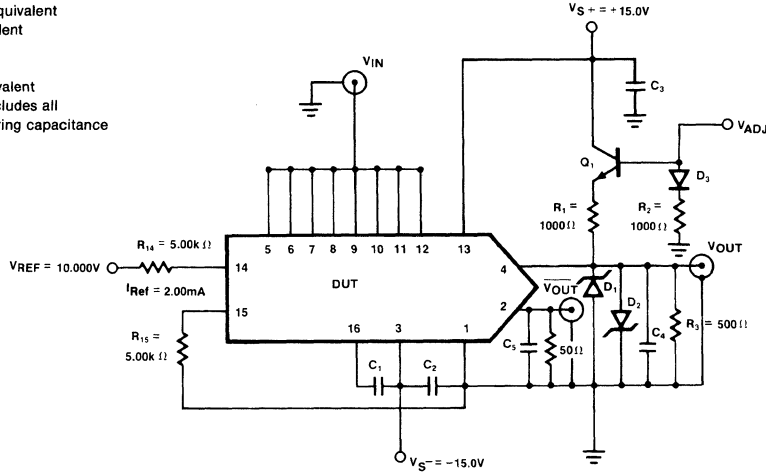 quivalent
lent
valent
cludes all
ring capacitance
VS+ = +15.0V
VIN
C3
VADJ
Q1
D3
R1 =
1000Ω
R2 =
1000Ω
5 6 7 8 9 10 11 12 13
R14 = 5.00k Ω
VREF = 10.000V
14
IRef = 2.00mA
DUT
4
VOUT
VOUT
D1
15
2
D2
R15 =
5.00k Ω
16 3 1
C5
50Ω
C4
R3 = 500Ω
C1
C2
VS- = -15.0V